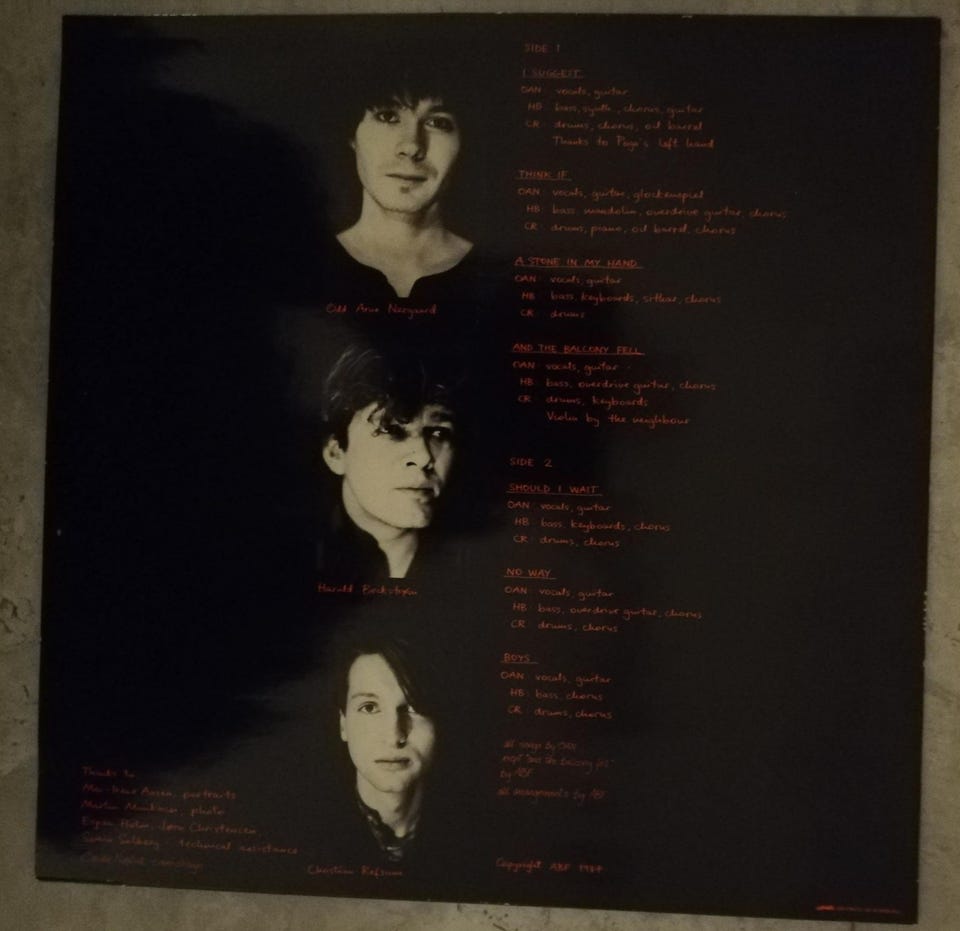 SIDE 1
I SUGGEST
OAN: vocals, guitar
HB: bass, synth, chorus, guitar
CR: drums, chorus, oil barrel
Thanks to left hand
THINK IF
OAN: vocals, guitar, glockenspiel
HB: bass, mandolin, overdrive guitar, chorus
CR: drums, piano, oil barrel, chorus
A STONE IN MY HAND
OAN: vocals, guitar
HB: bass, keyboards, sithar, chorus
CR: drums
AND THE BALCONY FELL
OAN: vocals, guitar
HB: bass, overdrive guitar, chorus
CR: drums, keyboards
Violin by the neighbour
SIDE 2
SHOULD I WAIT
OAN: vocals, guitar
HB: bass, keyboards, chorus
CR: drums, chorus
NO WAY
OAN: vocals, guitar
HB: bass, overdrive guitar, chorus
CR: drums, chorus
BOYS
OAN: vocals, guitar
HB: bass, chorus
CR: drums, chorus
all songs by OAN
"and the balcony fell"
by ABF
all arrangements by ABF
Copyright ABF
Odd Arne
Harald
Christian Refsum
Thanks to
portraits
photo
Christensen
Solberg technical assistance